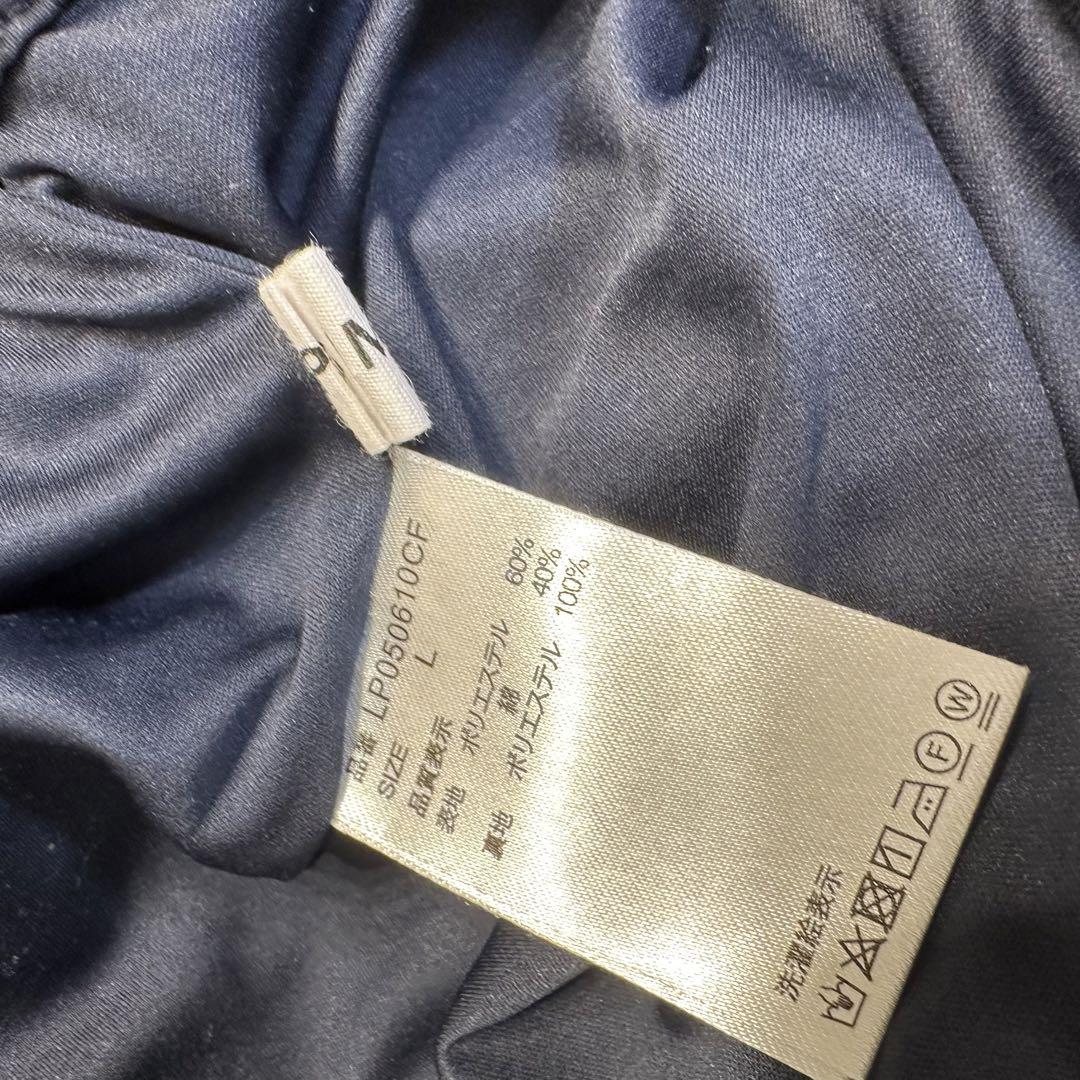 P N
品番 LP050610CF
SIZE L
品質表示
表地 ポリエステル 60%
綿 40%
裏地 ポリエステル 100%
洗濯絵表示
F
W